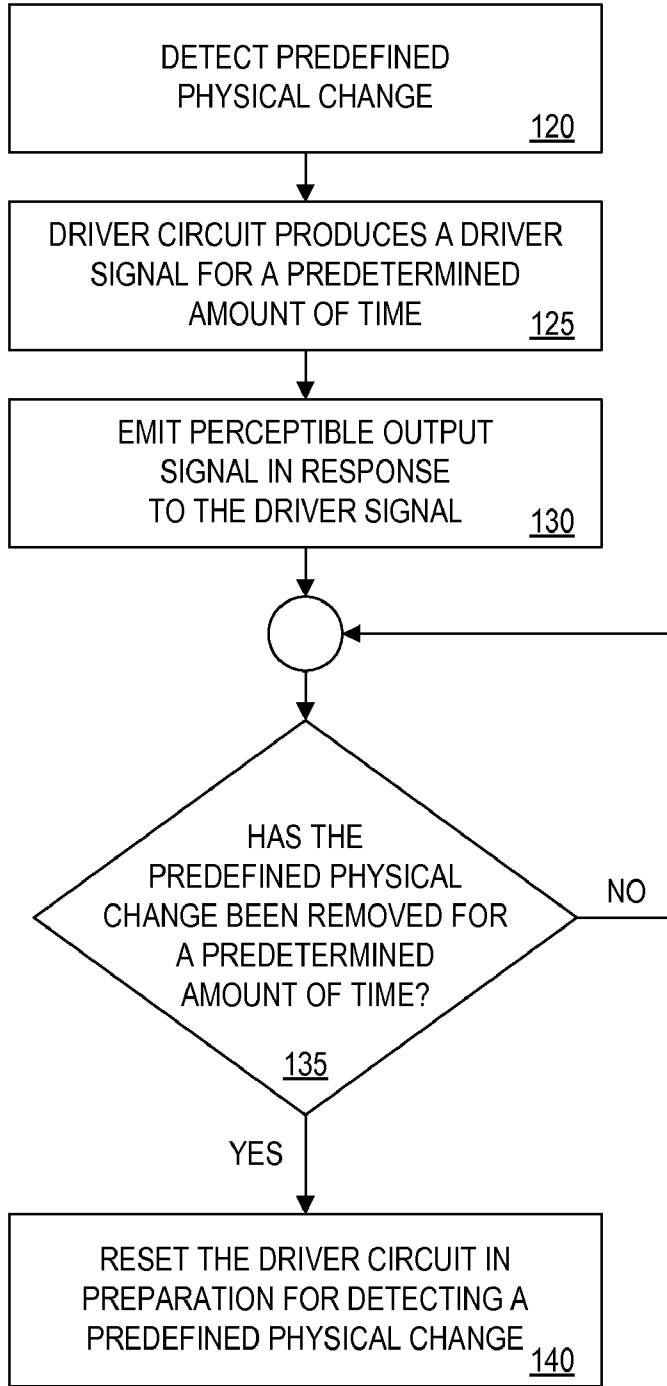 DETECT PREDEFINED
PHYSICAL CHANGE
120
DRIVER CIRCUIT PRODUCES A DRIVER
SIGNAL FOR A PREDETERMINED
AMOUNT OF TIME
125
EMIT PERCEPTIBLE OUTPUT
SIGNAL IN RESPONSE
TO THE DRIVER SIGNAL
130
HAS THE
PREDEFINED PHYSICAL
CHANGE BEEN REMOVED FOR
A PREDETERMINED
AMOUNT OF TIME?
135
NO
YES
RESET THE DRIVER CIRCUIT IN
PREPARATION FOR DETECTING A
PREDEFINED PHYSICAL CHANGE
140